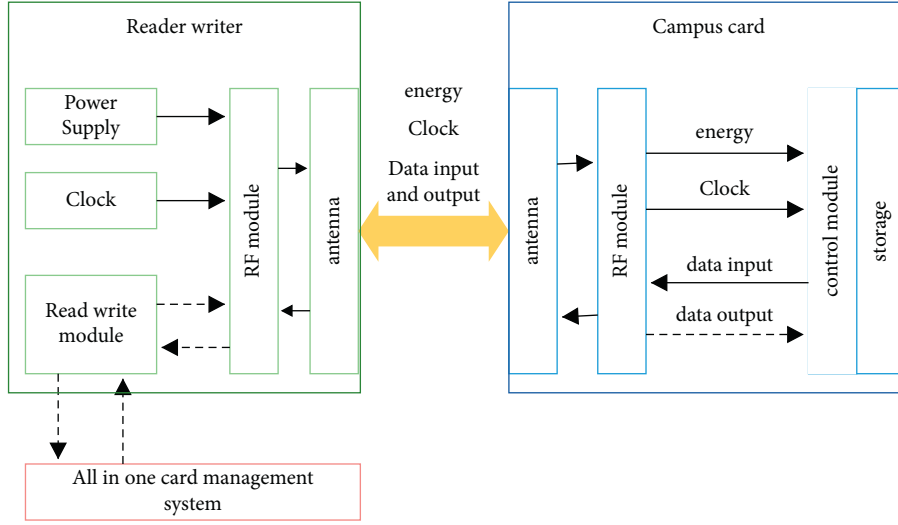 Reader writer
Power
Supply
Clock
Read write
module
RF module
antenna
energy
Clock
Data input
and output
Campus card
antenna
RF module
energy
Clock
data input
data output
control module
storage
All in one card management
system